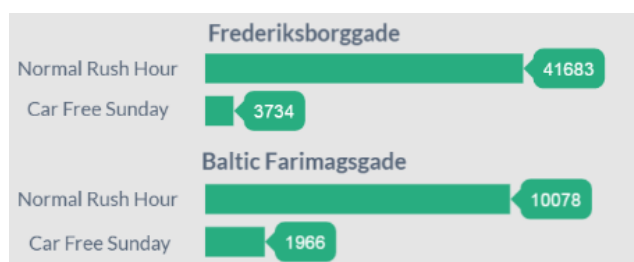 Frederiksborggade
Normal Rush Hour 41683
Car Free Sunday 3734
Baltic Farimagsgade
Normal Rush Hour 10078
Car Free Sunday 1966